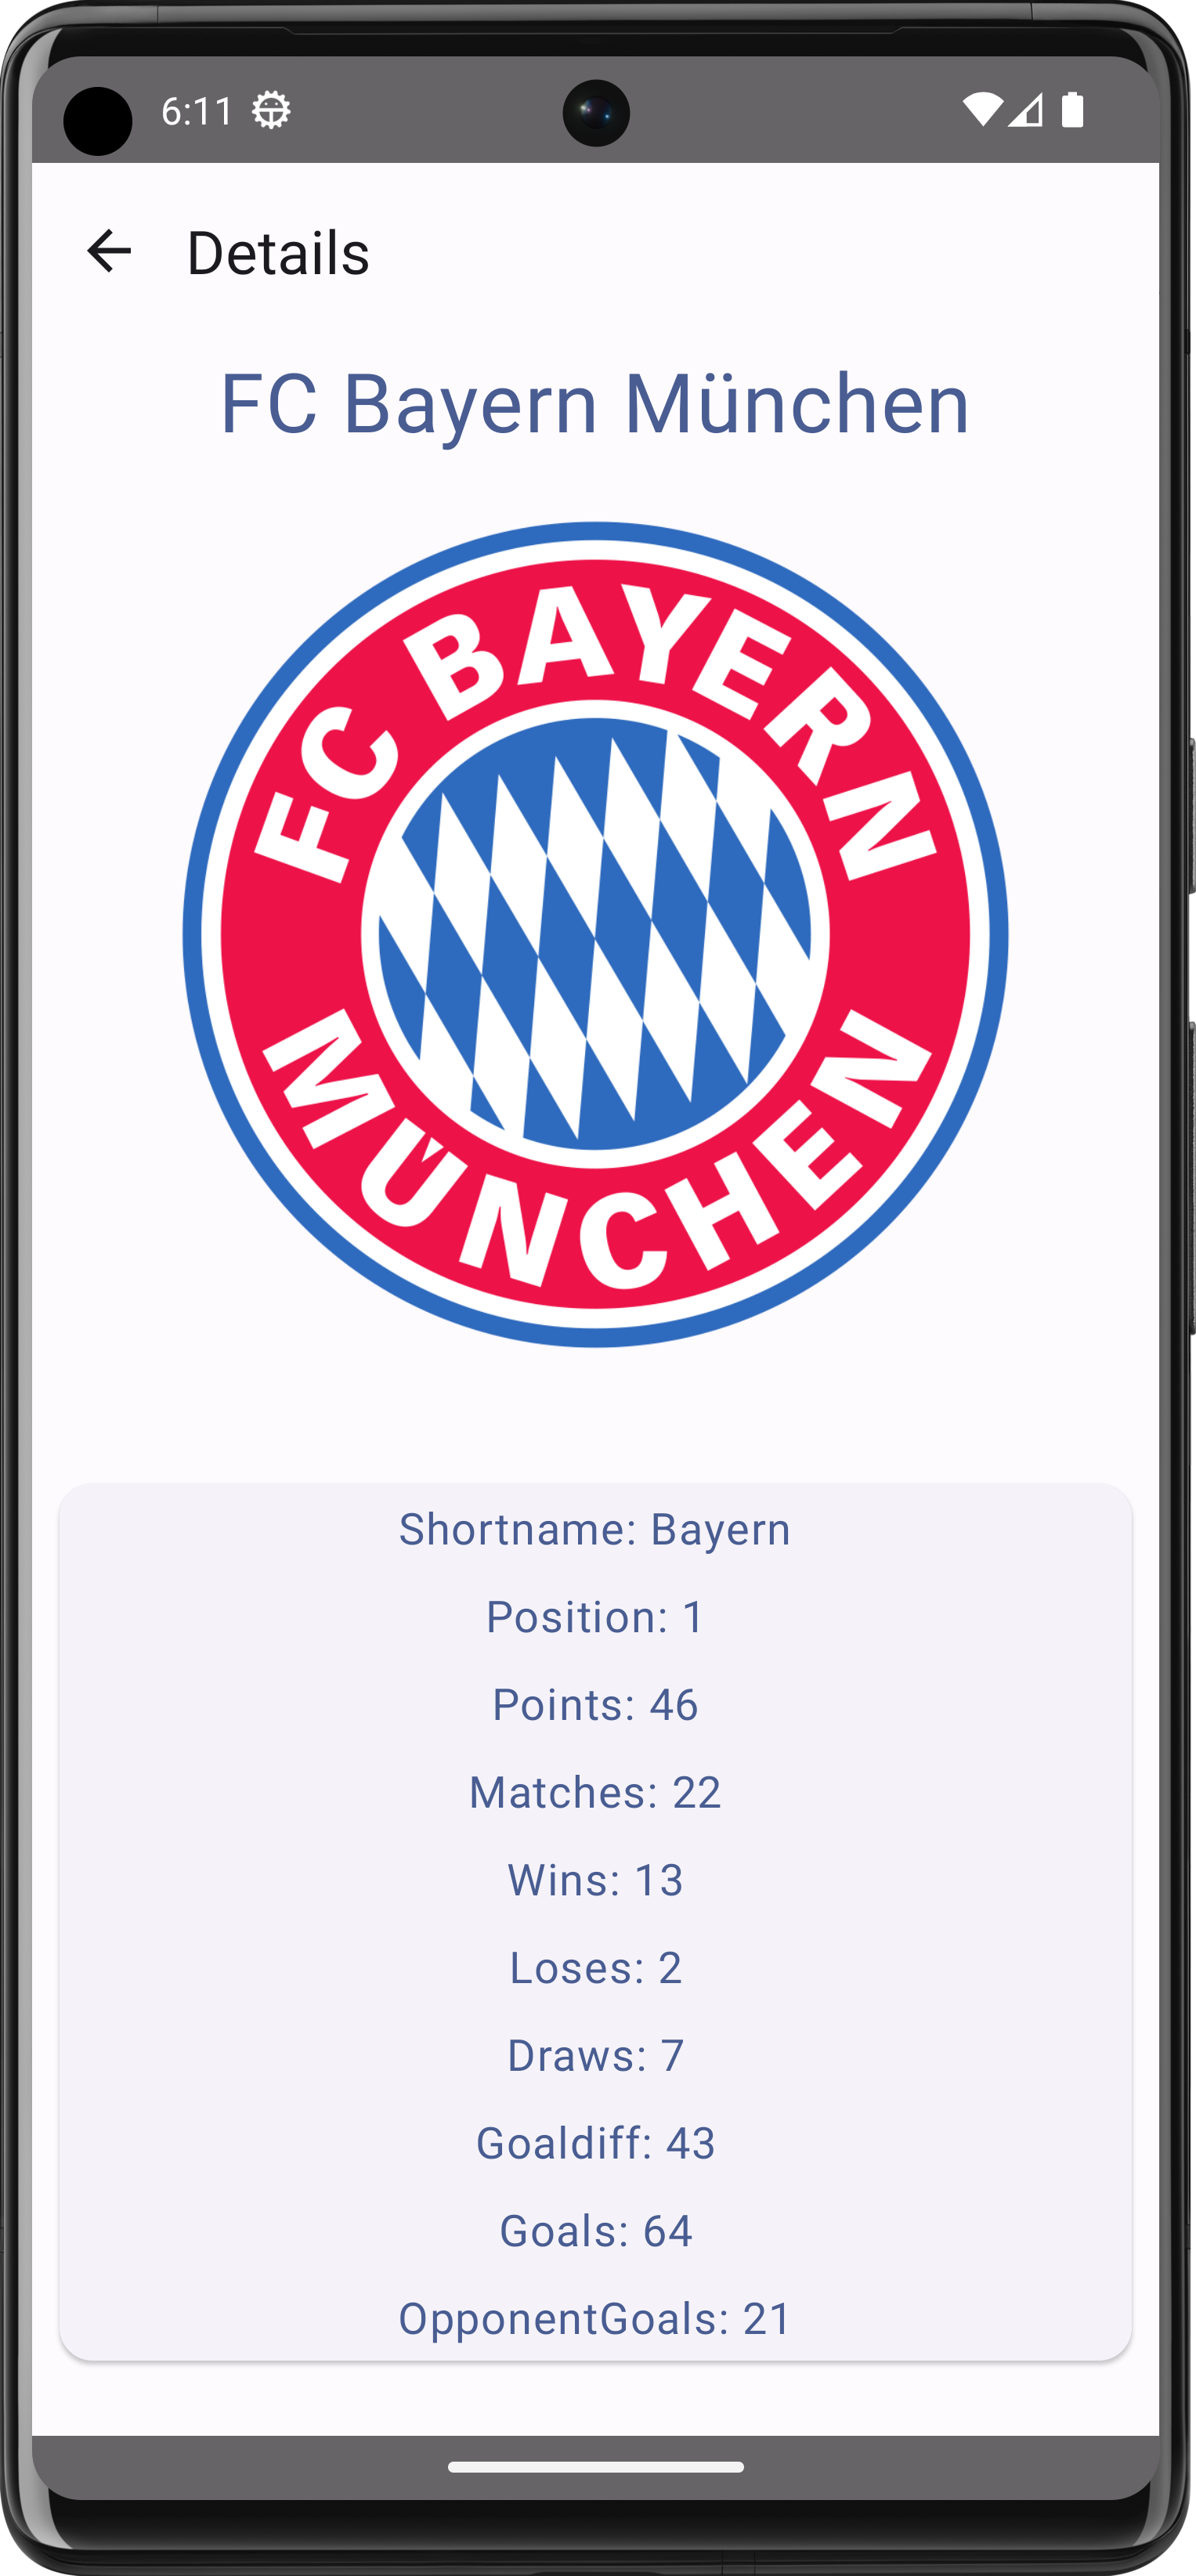 6:11
Details
FC Bayern München
FC BAYERN
MÜNCHEN
Shortname: Bayern
Position: 1
Points: 46
Matches: 22
Wins: 13
Loses: 2
Draws: 7
Goaldiff: 43
Goals: 64
OpponentGoals: 21